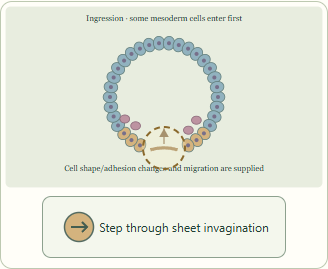 Ingression · some mesoderm cells enter first
Cell shape/adhesion changes and migration are supplied
Step through sheet invagination